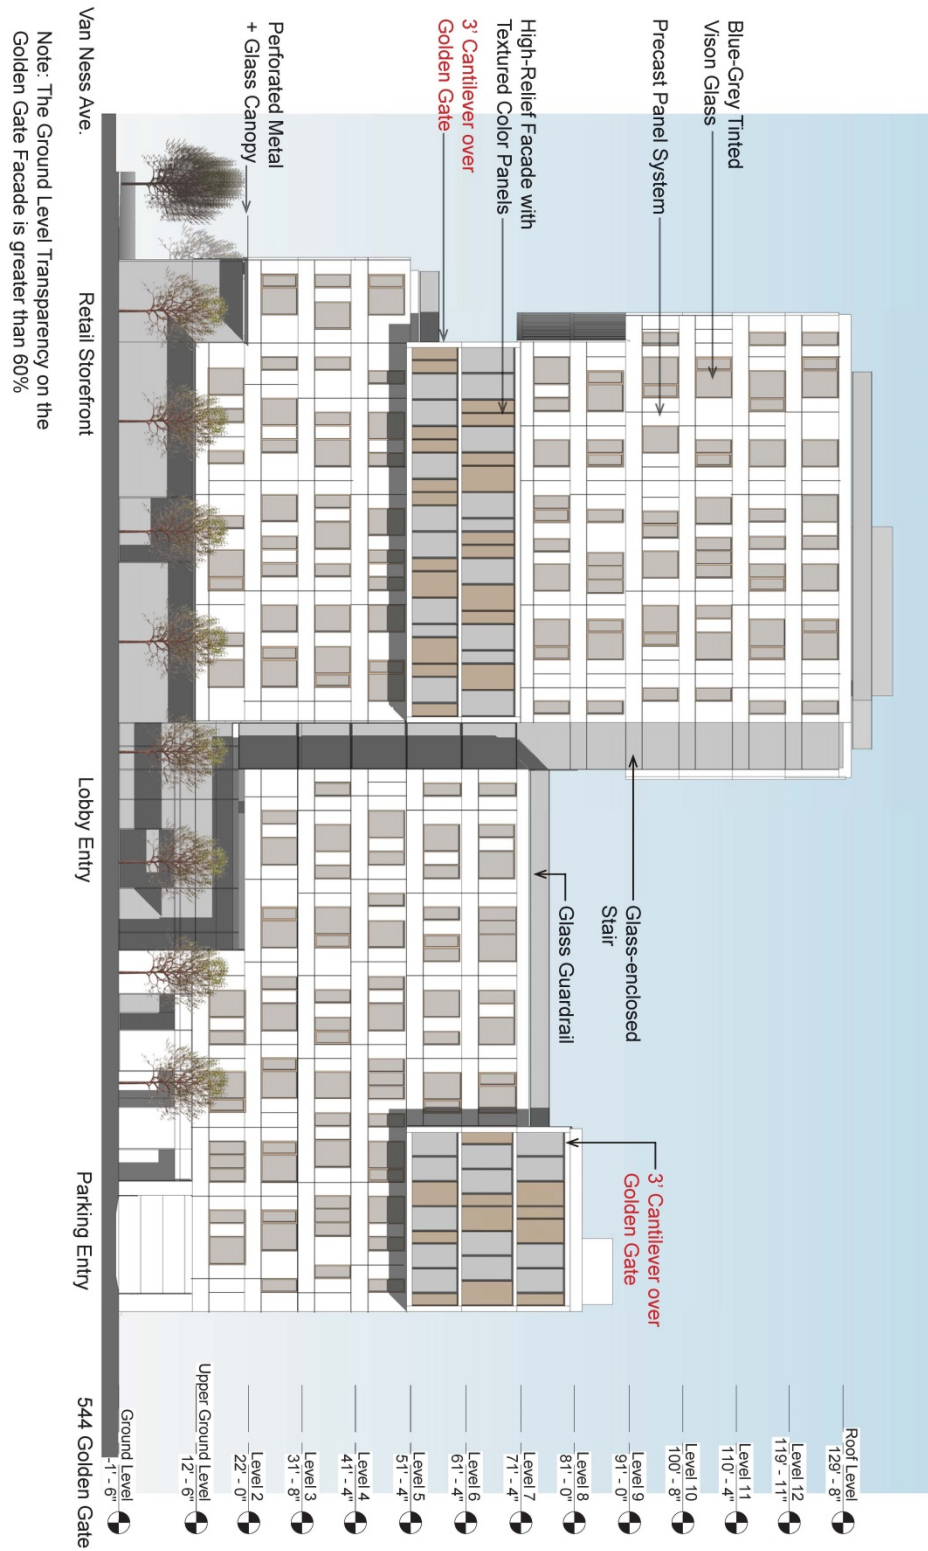 Blue-Grey Tinted
Vison Glass
Precast Panel System
High-Relief Facade with
Textured Color Panels
3' Cantilever over
Golden Gate
Perforated Metal
+ Glass Canopy
Glass-enclosed
Stair
Glass Guardrail
3' Cantilever over
Golden Gate
Roof Level
129' - 8"
Level 12
119' - 11"
Level 11
110' - 4"
Level 10
100' - 8"
Level 9
91' - 0"
Level 8
81' - 0"
Level 7
71' - 4"
Level 6
61' - 4"
Level 5
51' - 4"
Level 4
41' - 4"
Level 3
31' - 8"
Level 2
22' - 0"
Upper Ground Level
12' - 6"
Ground Level
-1' - 6"
Van Ness Ave.
Retail Storefront
Lobby Entry
Parking Entry
544 Golden Gate
Note: The Ground Level Transparency on the
Golden Gate Facade is greater than 60%